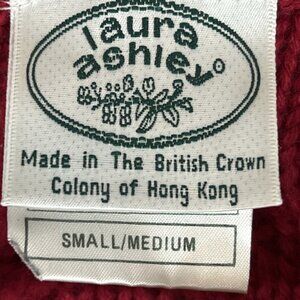 laura
ashley®
Made in The British Crown
Colony of Hong Kong
SMALL/MEDIUM